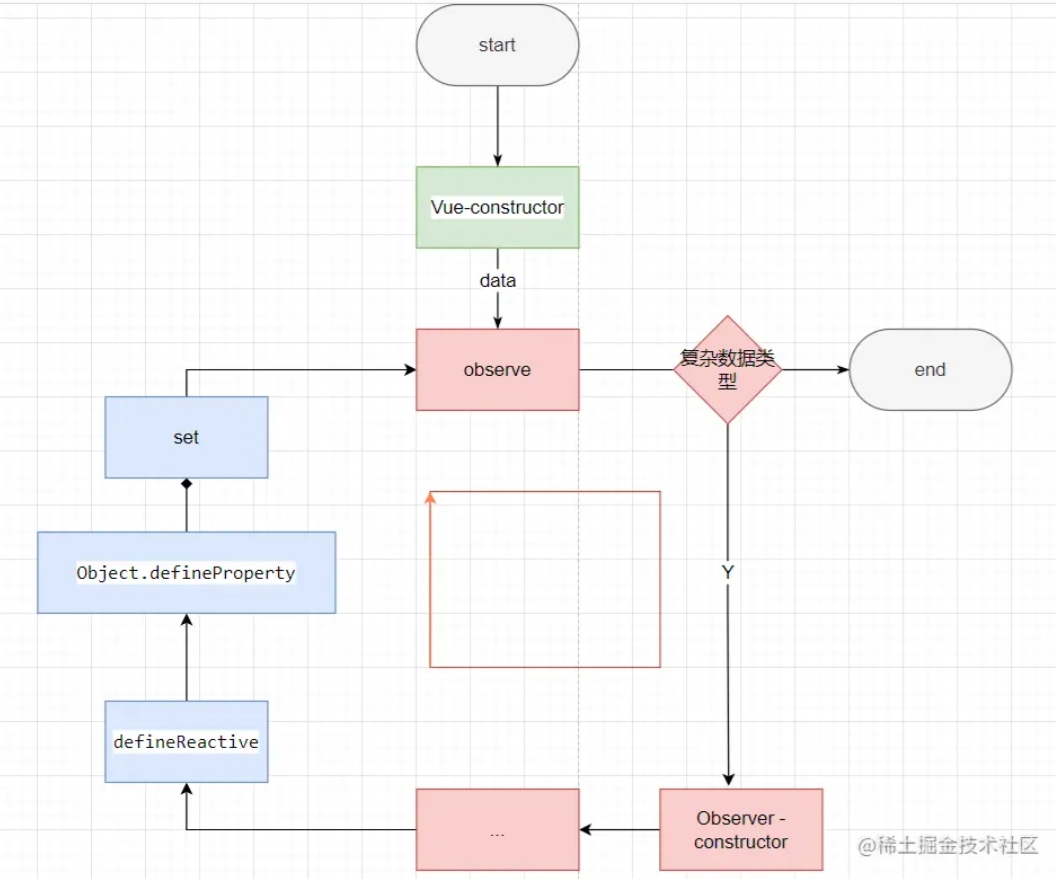 start
Vue-constructor
data
observe
复杂数据类
型
end
set
Object.defineProperty
Y
defineReactive
...
Observer -
constructor
@稀土掘金技术社区